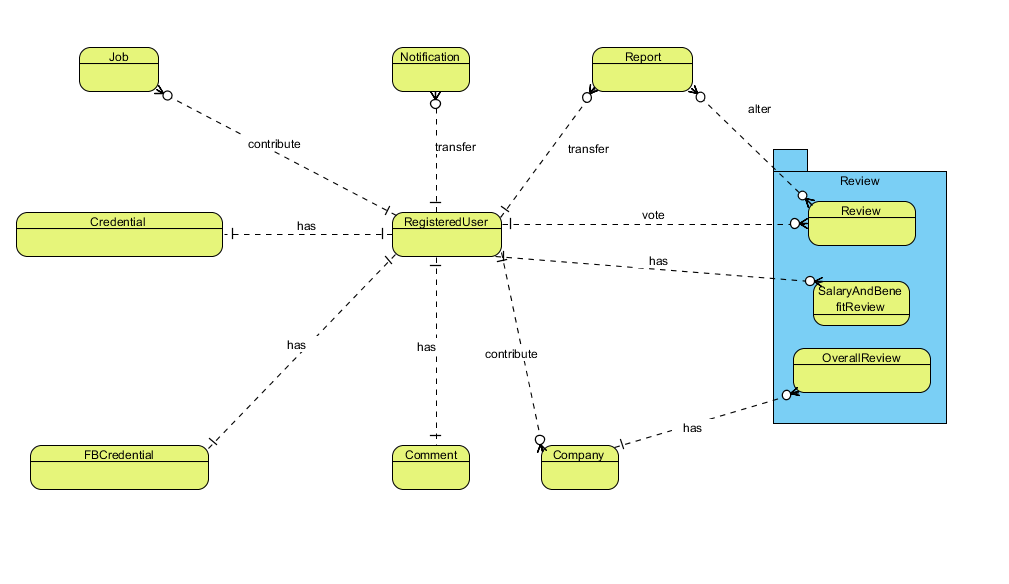 Job
Notification
Report
alter
contribute
transfer
transfer
Review
Credential
has
RegisteredUser
vote
Review
has
SalaryAndBene
fitReview
has
has
contribute
OverallReview
has
FBCredential
Comment
Company